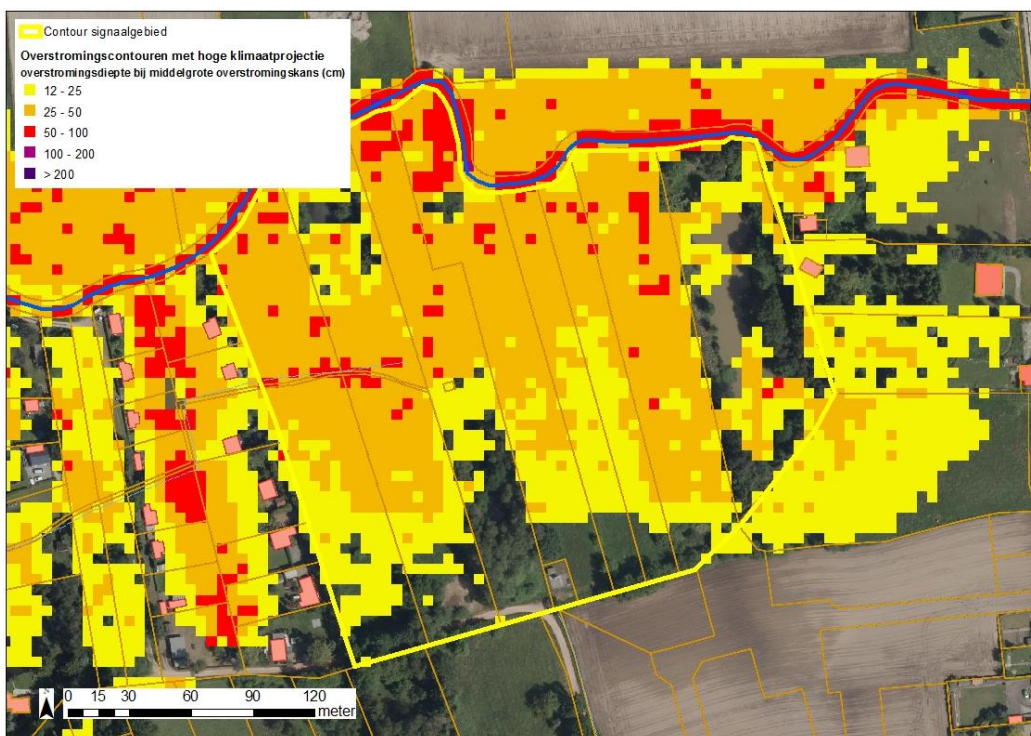 Contour signaalgebied
Overstromingscontouren met hoge klimaatprojectie
overstromingsdiepte bij middelgrote overstromingskans (cm)
12 - 25
25 - 50
50 - 100
100 - 200
> 200
0 15 30 60 90 120
meter